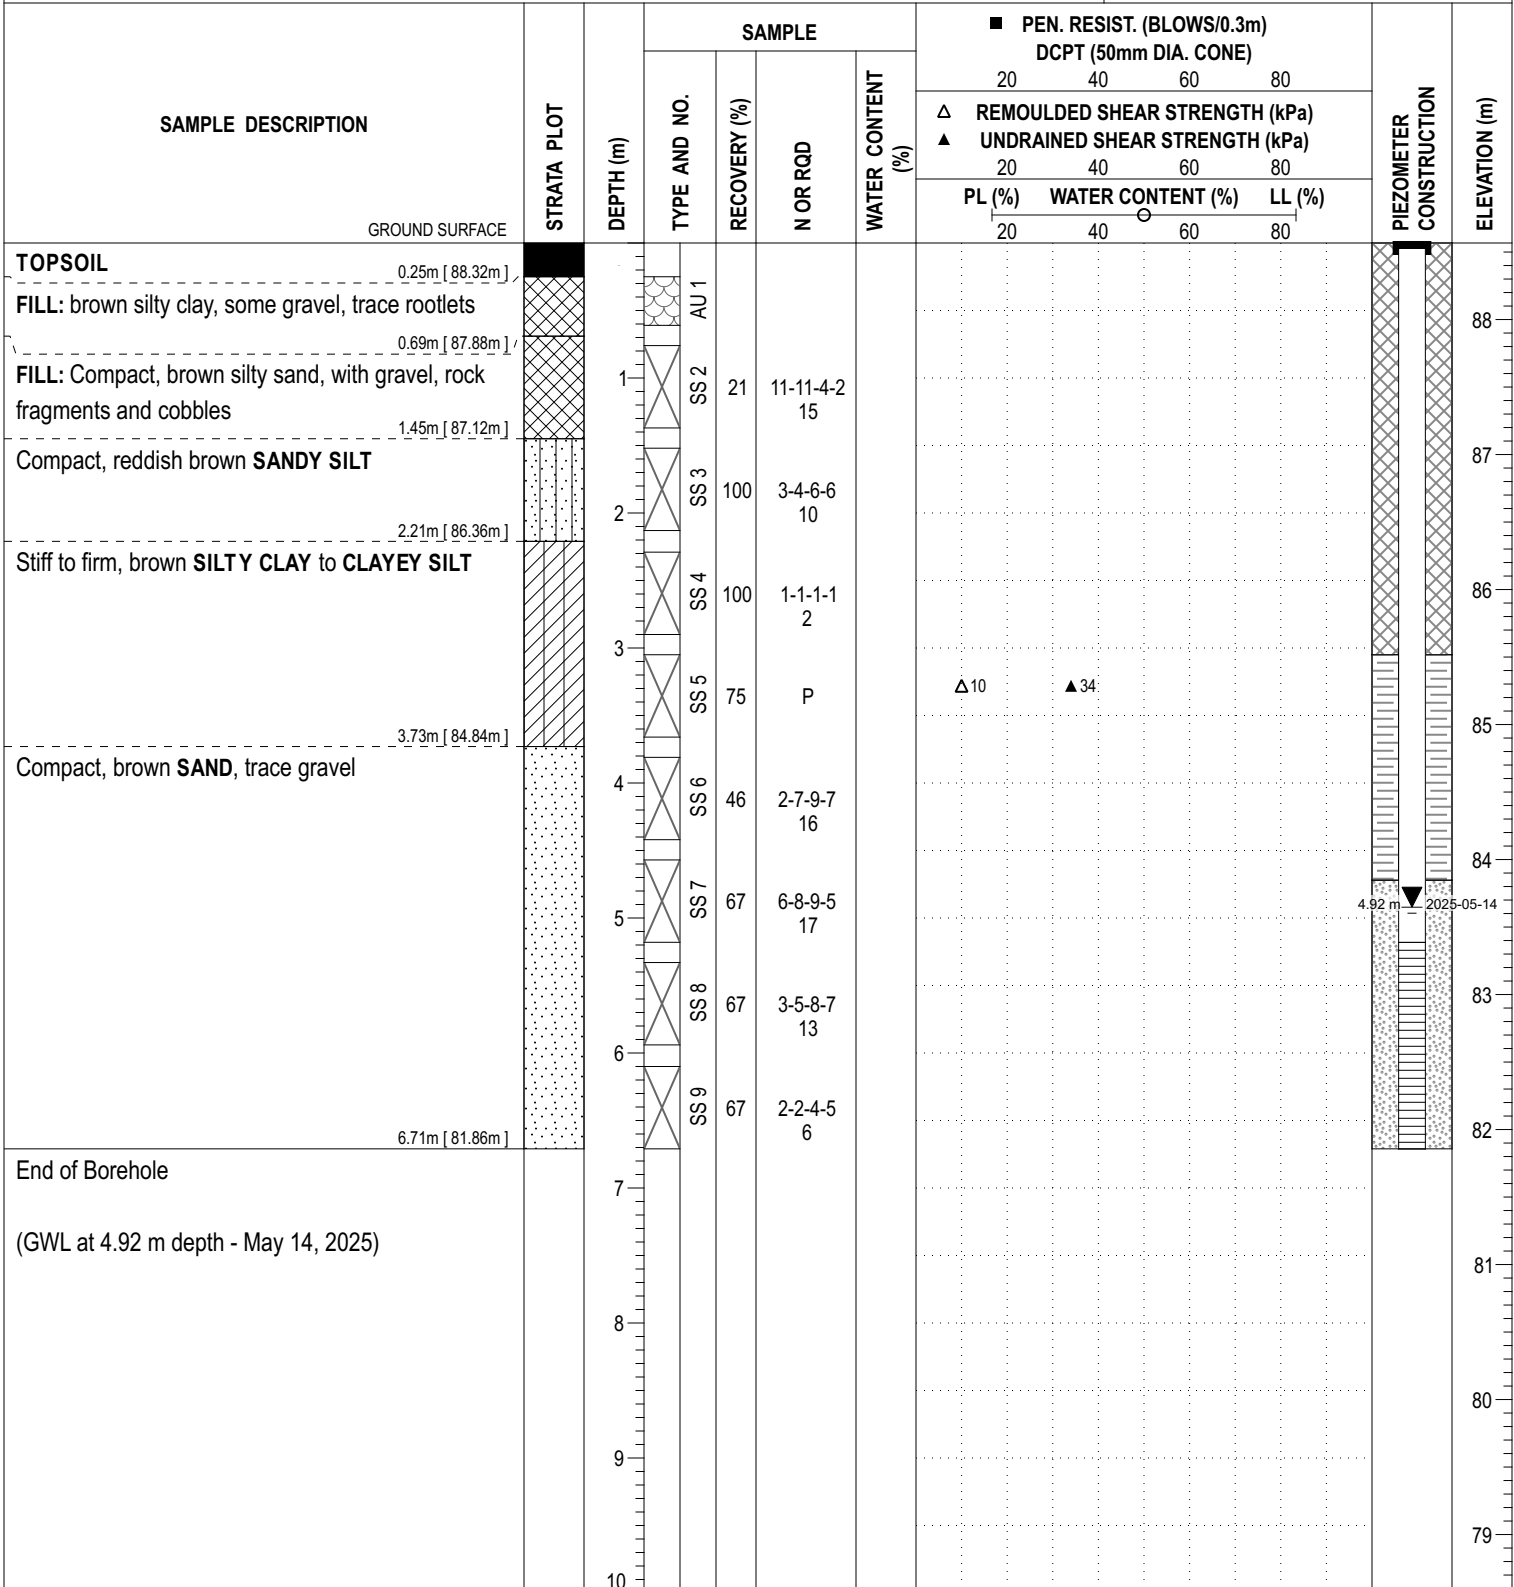 SAMPLE DESCRIPTION
GROUND SURFACE
STRATA PLOT
DEPTH (m)
SAMPLE
TYPE AND NO.
RECOVERY (%)
N OR RQD
WATER CONTENT
(%)
■ PEN. RESIST. (BLOWS/0.3m)
DCPT (50mm DIA. CONE)
20 40 60 80
△ REMOULDED SHEAR STRENGTH (kPa)
▲ UNDRAINED SHEAR STRENGTH (kPa)
20 40 60 80
PL (%) WATER CONTENT (%) LL (%)
20 40 60 80
PIEZOMETER
CONSTRUCTION
ELEVATION (m)
TOPSOIL
0.25m [ 88.32m ]
FILL: brown silty clay, some gravel, trace rootlets
0.69m [ 87.88m ]
FILL: Compact, brown silty sand, with gravel, rock
fragments and cobbles
1.45m [ 87.12m ]
Compact, reddish brown SANDY SILT
2.21m [ 86.36m ]
Stiff to firm, brown SILTY CLAY to CLAYEY SILT
3.73m [ 84.84m ]
Compact, brown SAND, trace gravel
6.71m [ 81.86m ]
End of Borehole
(GWL at 4.92 m depth - May 14, 2025)
1
2
3
4
5
6
7
8
9
10
AU 1
SS 2
21
11-11-4-2
15
SS 3
100
3-4-6-6
10
SS 4
100
1-1-1-1
2
SS 5
75
P
SS 6
46
2-7-9-7
16
SS 7
67
6-8-9-5
17
SS 8
67
3-5-8-7
13
SS 9
67
2-2-4-5
6
△ 10 ▲ 34
4.92 m 2025-05-14
88
87
86
85
84
83
82
81
80
79